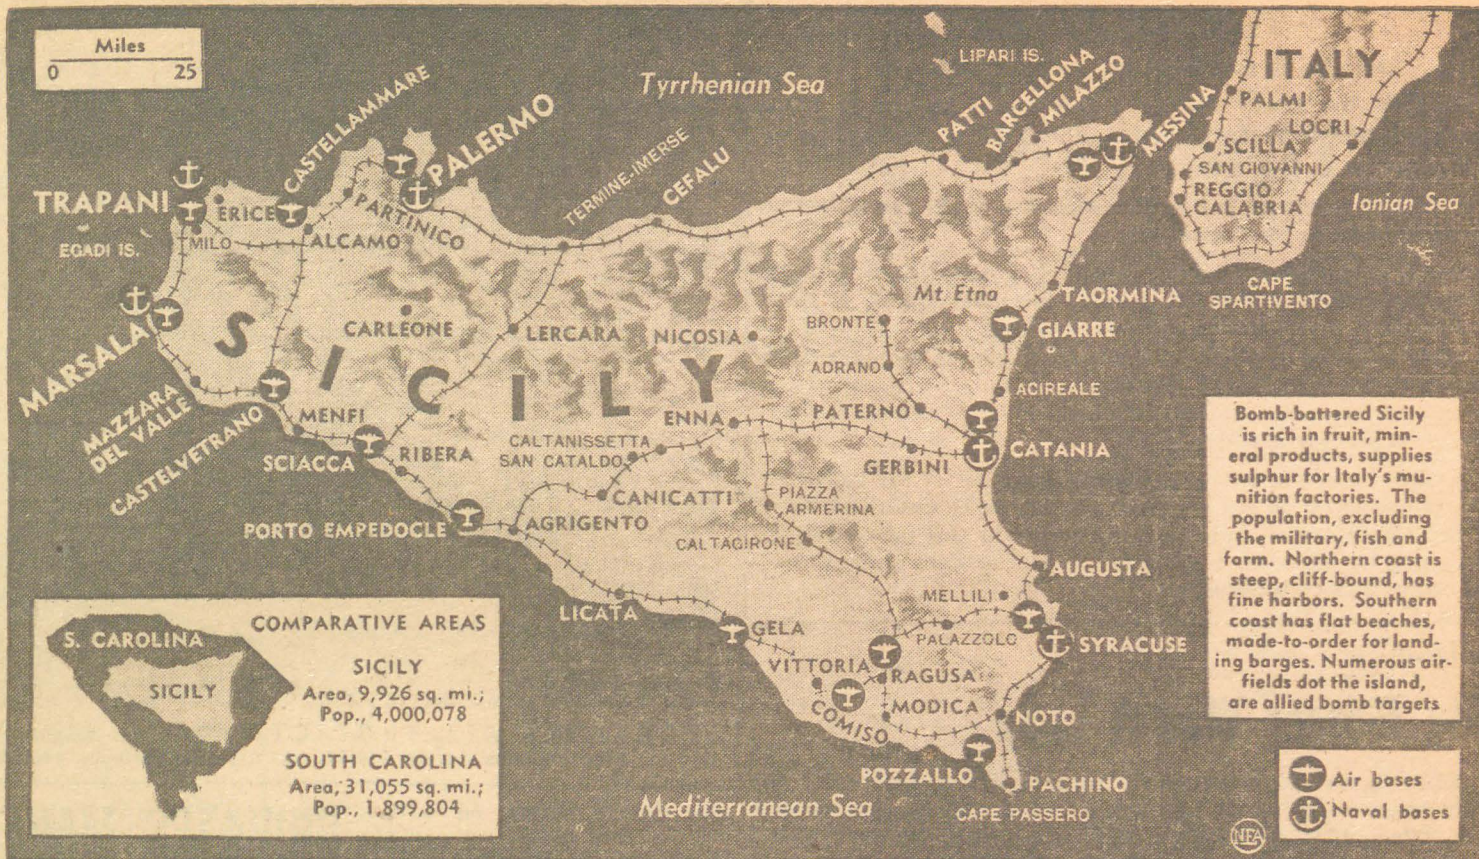 Miles
0 25
Tyrrhenian Sea
LIPARI IS.
ITALY
PALMI
LOCRI
SCILLA
SAN GIOVANNI
REGGIO
CALABRIA
Ionian Sea
CAPE
SPARTIVENTO
CASTELLAMMARE
PALERMO
TERMINE-IMERSE
CEFALU
PATTI
BARCELLONA
MILAZZO
MESSINA
TRAPANI
ERICE
PARTINICO
MILO
ALCAMO
EGADI IS.
Mt. Etna
TAORMINA
CARLEONE
LERCARA
NICOSIA
BRONTE
GIARRE
MARSALA
SICILY
ADRANO
ACIREALE
MAZZARA
DEL VALLE
CASTELVETRANO
MENFI
ENNA
PATERNO
SCIACCA
RIBERA
CALTANISSETTA
SAN CATALDO
GERBINI
CATANIA
CANICATTI
PIAZZA
ARMERINA
PORTO EMPEDOCLE
AGRIGENTO
CALTAGIRONE
AUGUSTA
LICATA
MELLILI
GELA
PALAZZOLO
SYRACUSE
VITTORIA
RAGUSA
COMISO
MODICA
NOTO
POZZALLO
PACHINO
Mediterranean Sea
CAPE PASSERO
Bomb-battered Sicily
is rich in fruit, min-
eral products, supplies
sulphur for Italy's mu-
nition factories. The
population, excluding
the military, fish and
farm. Northern coast is
steep, cliff-bound, has
fine harbors. Southern
coast has flat beaches,
made-to-order for land-
ing barges. Numerous air-
fields dot the island,
are allied bomb targets
S. CAROLINA
SICILY
COMPARATIVE AREAS
SICILY
Area, 9,926 sq. mi.;
Pop., 4,000,078
SOUTH CAROLINA
Area, 31,055 sq. mi.;
Pop., 1,899,804
Air bases
Naval bases
NEA